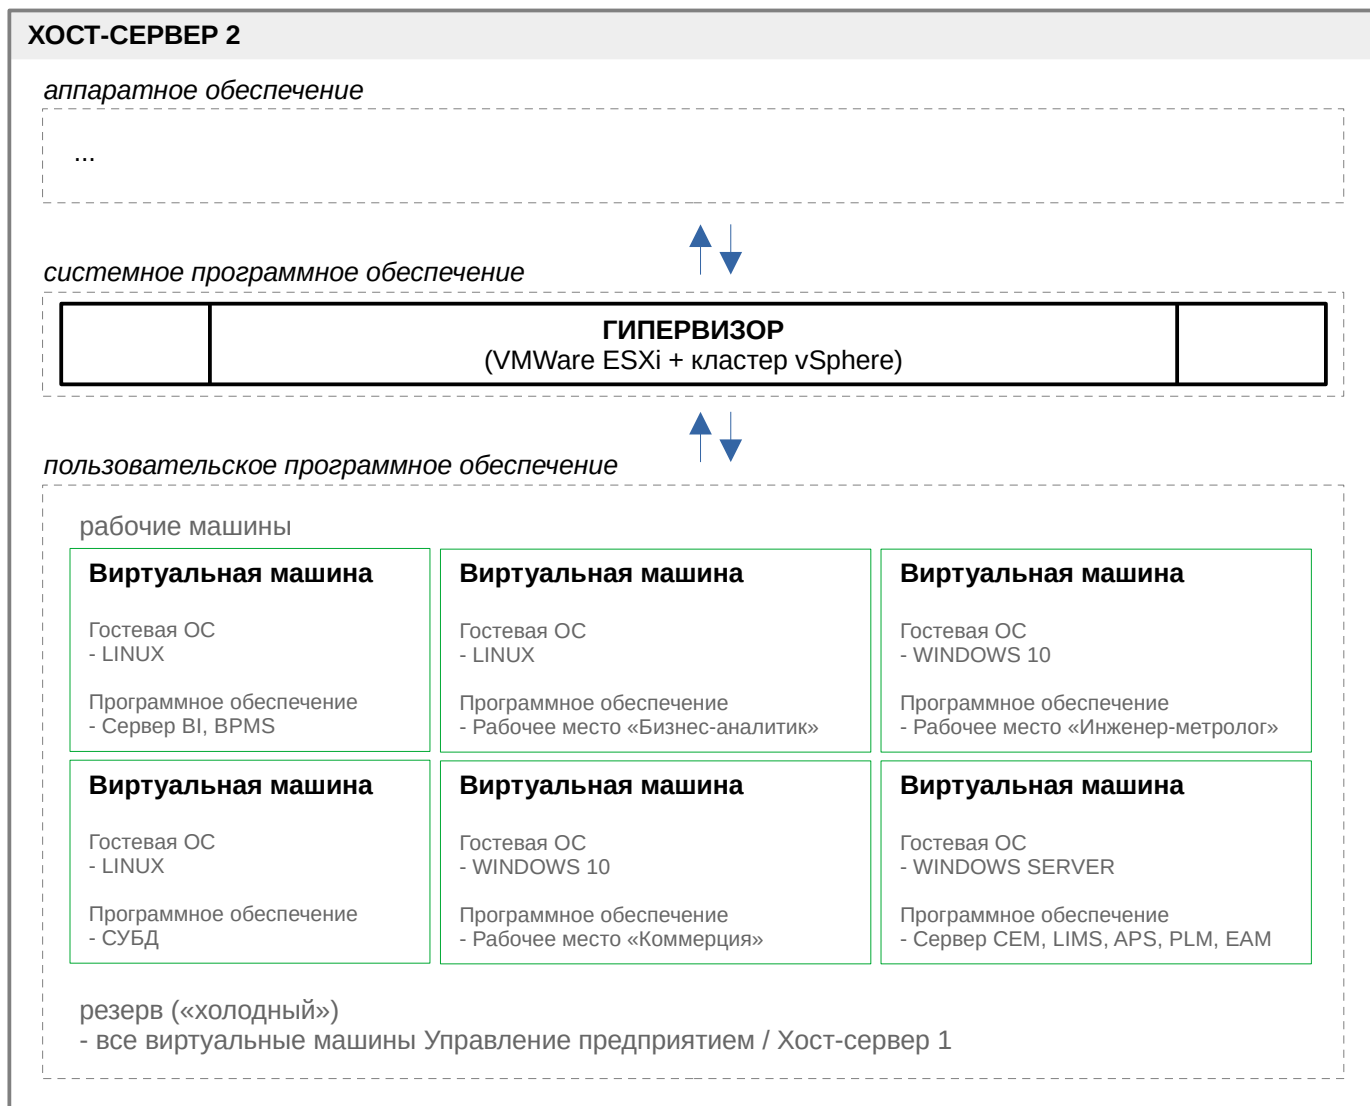 ХОСТ-СЕРВЕР 2
аппаратное обеспечение
...
системное программное обеспечение
ГИПЕРВИЗОР
(VMWare ESXi + кластер vSphere)
пользовательское программное обеспечение
рабочие машины
Виртуальная машина
Гостевая ОС
- LINUX
Программное обеспечение
- Сервер BI, BPMS
Виртуальная машина
Гостевая ОС
- LINUX
Программное обеспечение
- Рабочее место «Бизнес-аналитик»
Виртуальная машина
Гостевая ОС
- WINDOWS 10
Программное обеспечение
- Рабочее место «Инженер-метролог»
Виртуальная машина
Гостевая ОС
- LINUX
Программное обеспечение
- СУБД
Виртуальная машина
Гостевая ОС
- WINDOWS 10
Программное обеспечение
- Рабочее место «Коммерция»
Виртуальная машина
Гостевая ОС
- WINDOWS SERVER
Программное обеспечение
- Сервер CEM, LIMS, APS, PLM, EAM
резерв («холодный»)
- все виртуальные машины Управление предприятием / Хост-сервер 1